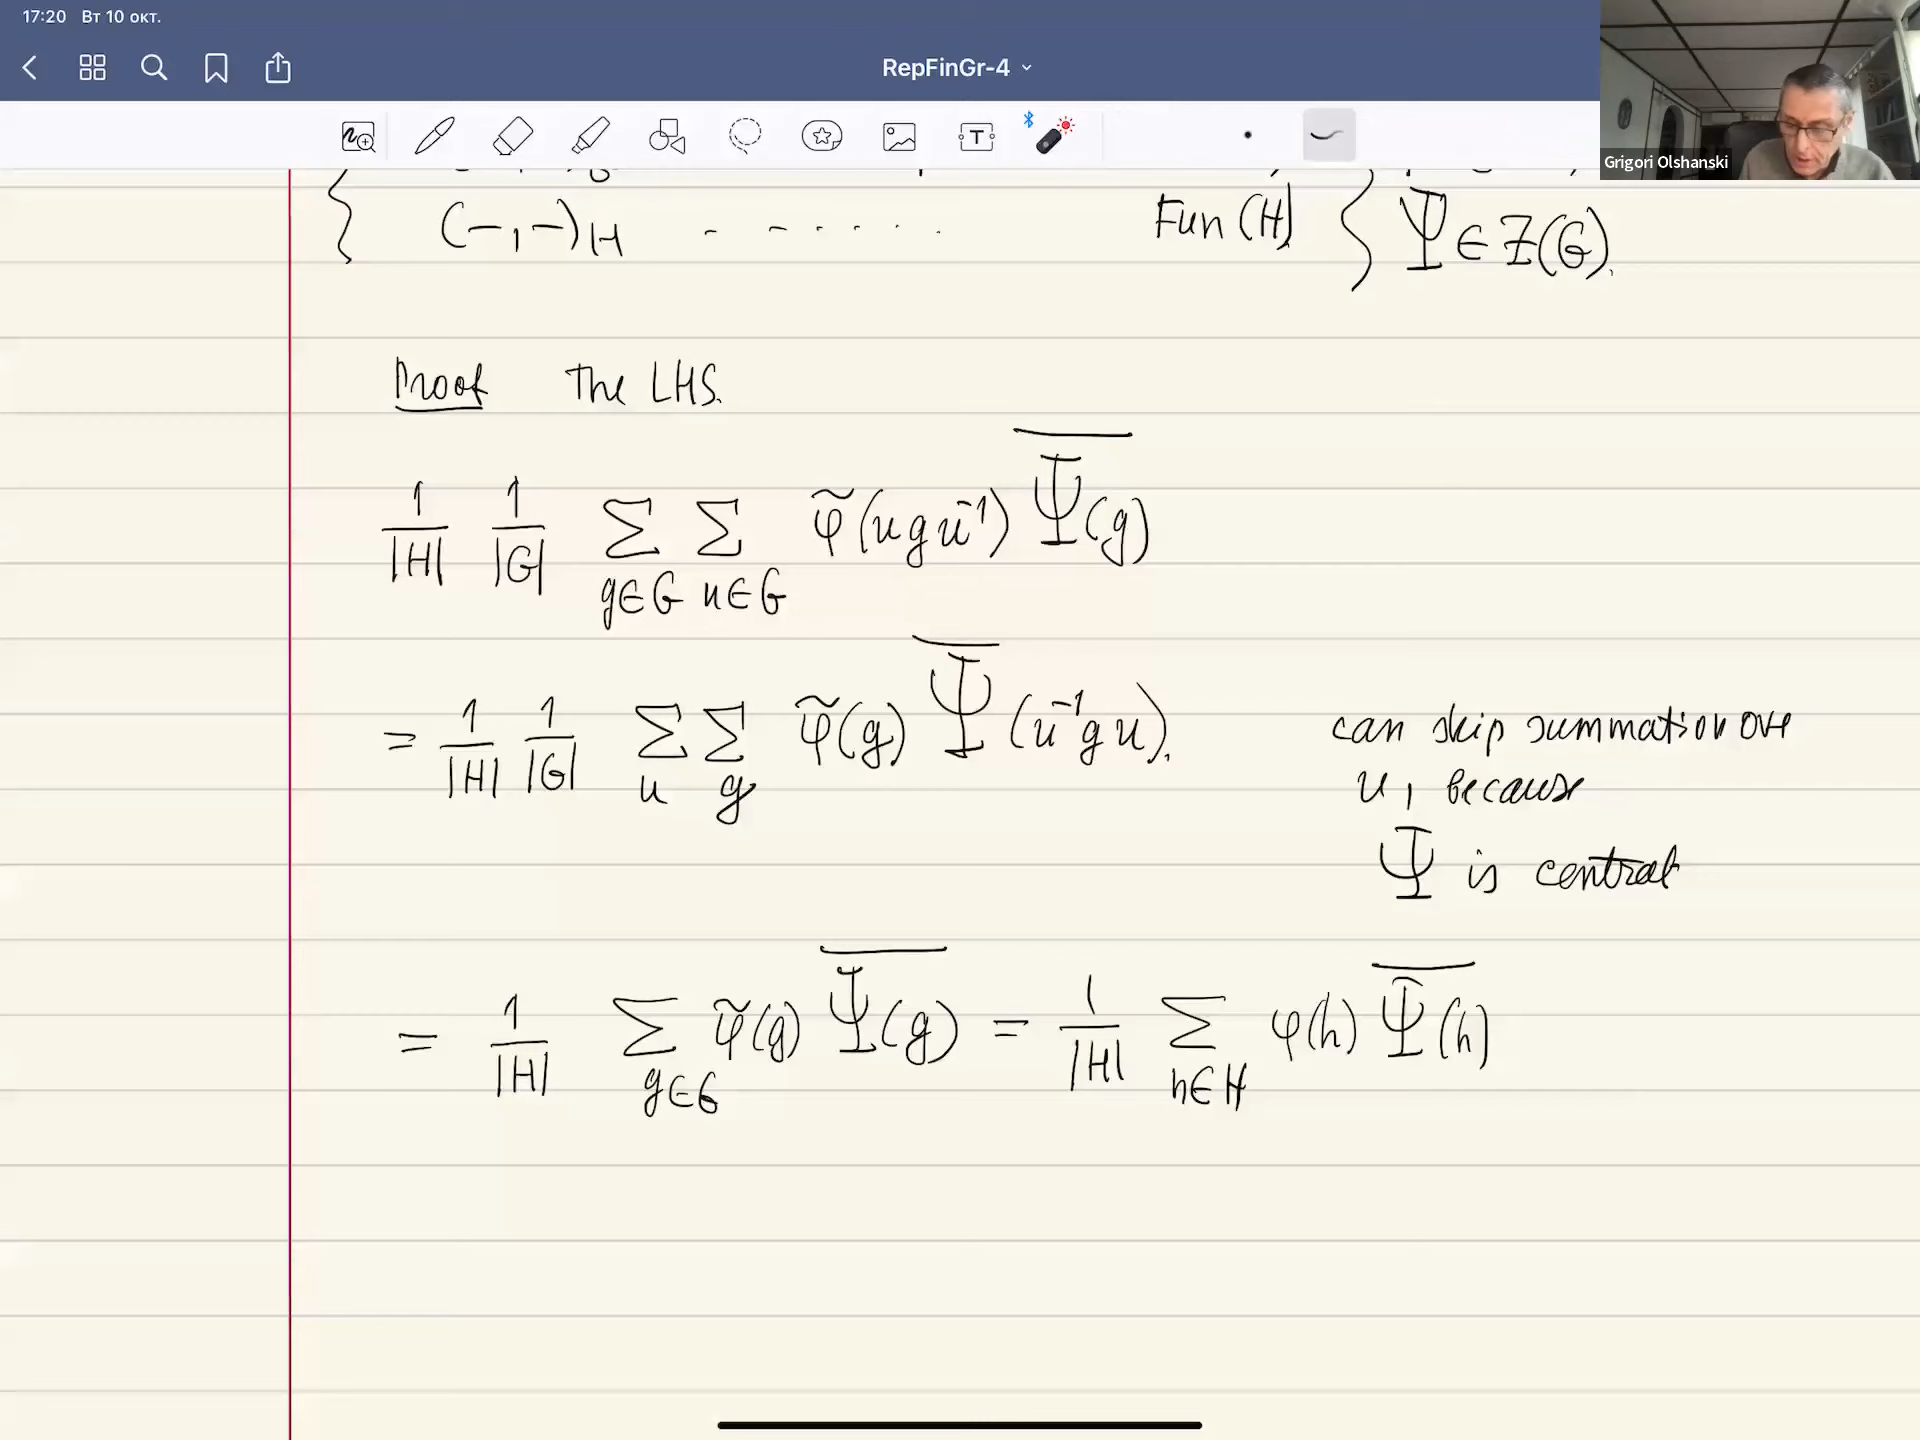 17:20 Вт 10 окт.
RepFinGr-4
T
Grigori Olshanski
(-,-)_H - - · · · · · Fun(H) { Ψ ∈ Z(G).
Proof The LHS.
1/|H| 1/|G| Σ_{g∈G} Σ_{u∈G} φ̃(u g u⁻¹) \overline{Ψ(g)}
= 1/|H| 1/|G| Σ_u Σ_g φ̃(g) \overline{Ψ}(u⁻¹ g u).
can skip summation over
u, because
Ψ is central
= 1/|H| Σ_{g∈G} φ̃(g) \overline{Ψ(g)} = 1/|H| Σ_{h∈H} φ(h) \overline{Ψ(h)}